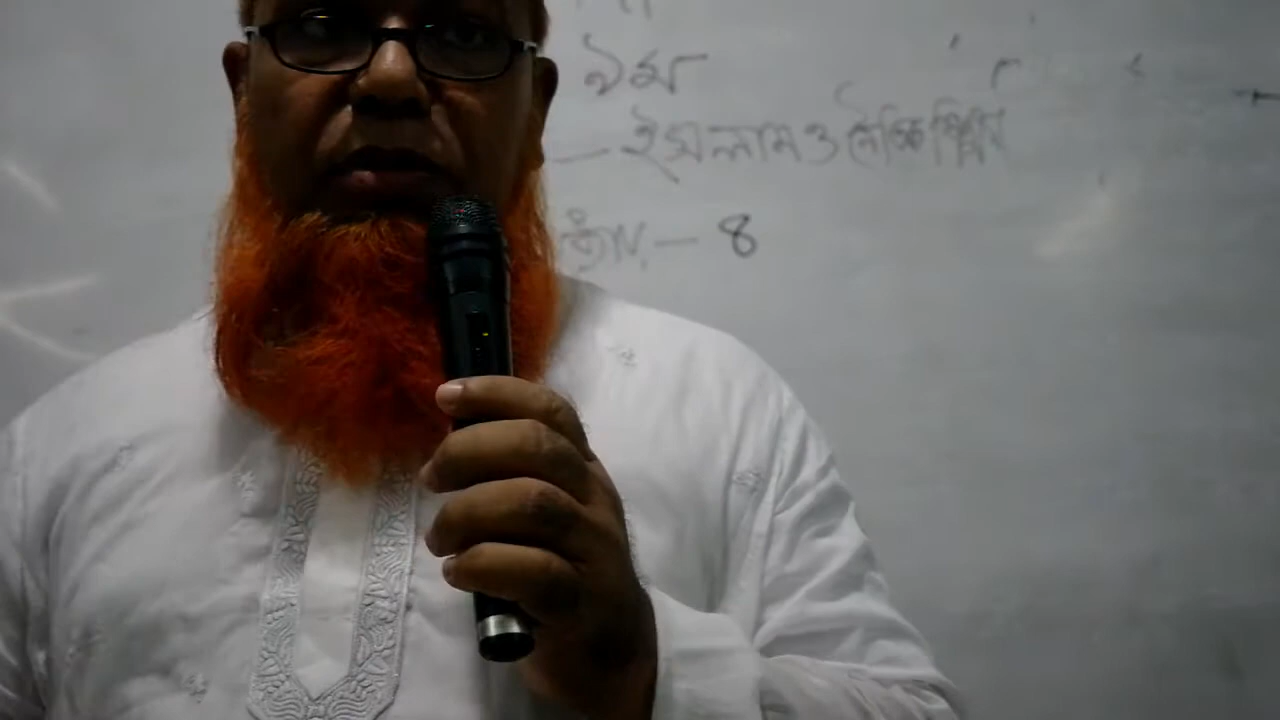 ৯ম
— ইসলাম ও নৈতিক শিক্ষা
— ৪